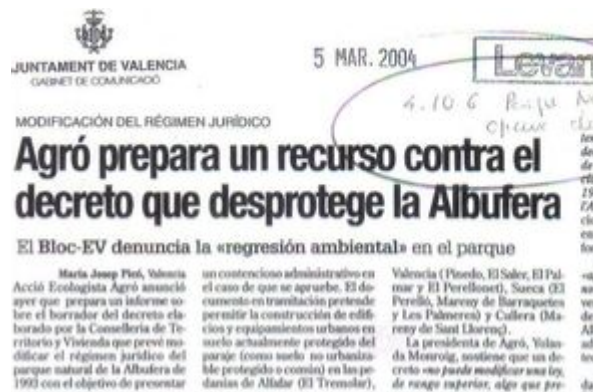 JUNTAMENT DE VALENCIA
GABINET DE COMUNICACIÓ
5 MAR. 2004
Levan
4.10.6
MODIFICACIÓN DEL RÉGIMEN JURÍDICO
Agró prepara un recurso contra el
decreto que desprotege la Albufera
El Bloc-EV denuncia la «regresión ambiental» en el parque
María Josep Picó, Valencia
Acció Ecologista Agró anunció
ayer que prepara un informe so-
bre el borrador del decreto ela-
borado por la Conselleria de Te-
rritorio y Vivienda que prevé mo-
dificar el régimen jurídico del
parque natural de la Albufera de
1993 con el objetivo de presentar
un contencioso administrativo en
el caso de que se apruebe. El do-
cumento en tramitación pretende
permitir la construcción de edifi-
cios y equipamientos urbanos en
suelo actualmente protegido del
paraje (como suelo no urbaniza-
ble protegido o común) en las pe-
danías de Alfafar (El Tremolar),
Valencia (Pinedo, El Saler, El Pal-
mar y El Perellonet), Sueca (El
Perelló, Mareny de Barraquetes
y Les Palmeres) y Cullera (Ma-
reny de Sant Llorenç).
La presidenta de Agró, Yolan-
da Monroig, sostiene que un de-
creto «no puede modificar una ley,
de rango superior, algo que pre-